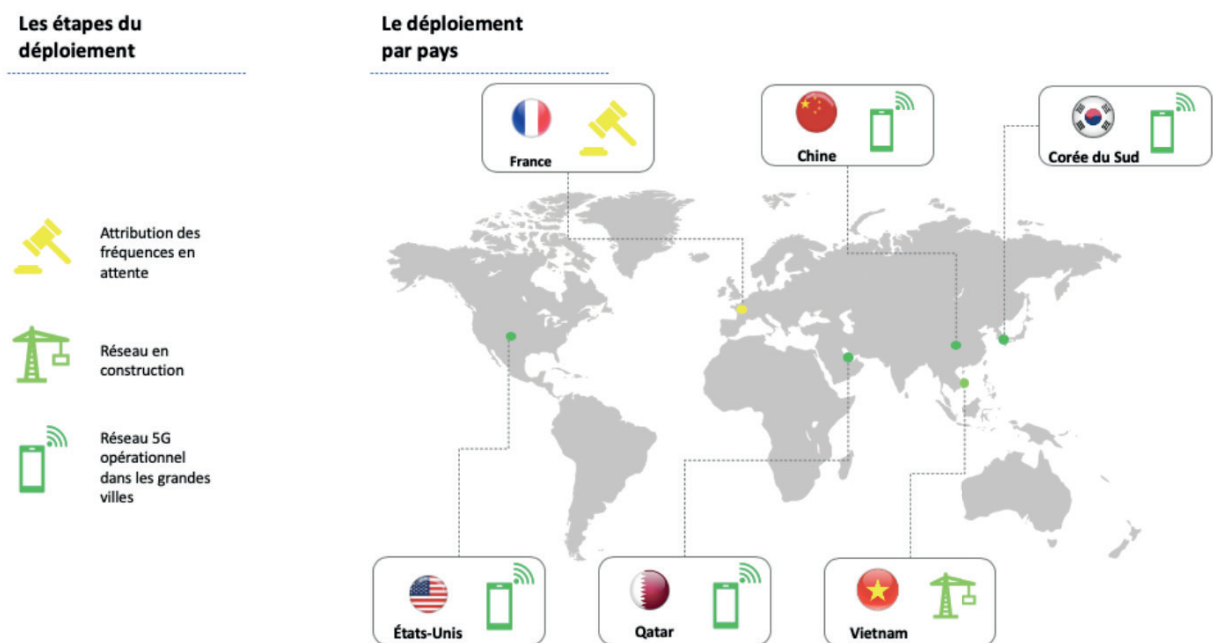 Les étapes du
déploiement
Le déploiement
par pays
France
Chine
Corée du Sud
Attribution des
fréquences en
attente
Réseau en
construction
Réseau 5G
opérationnel
dans les grandes
villes
États-Unis
Qatar
Vietnam